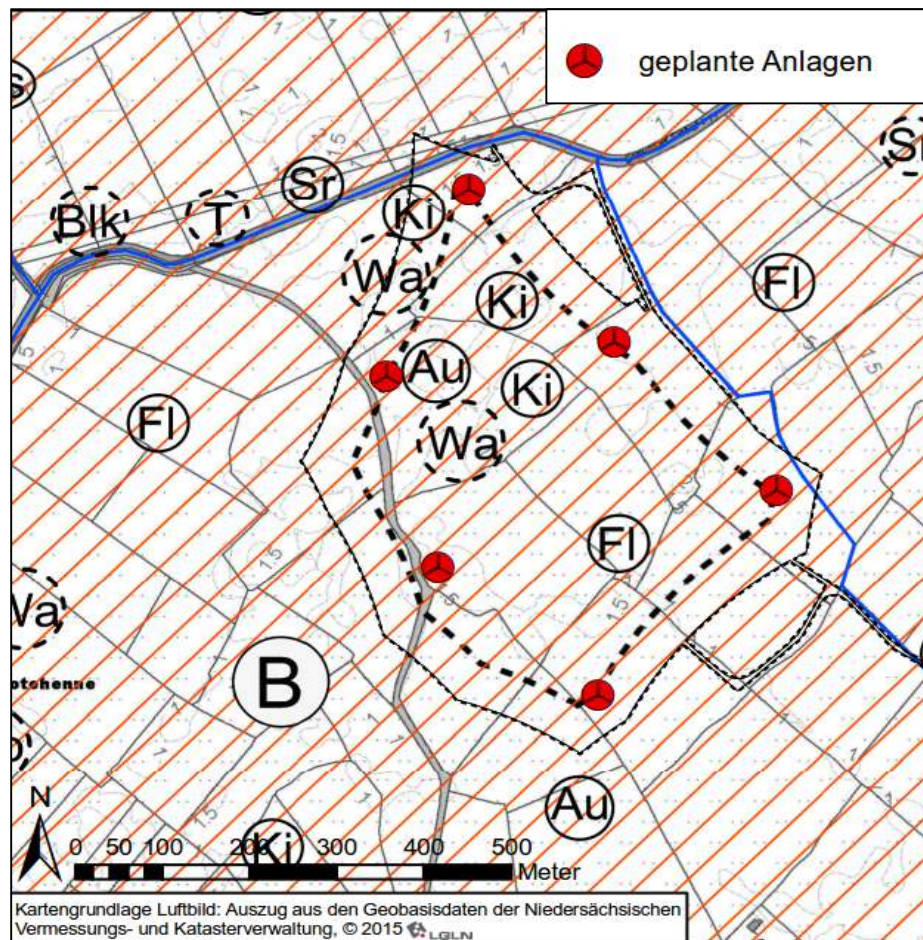 geplante Anlagen
Sr
Blk
T
Ki
Wa
Fl
Ki
Au
Ki
Fl
Wa
Fl
B
Au
Ki
N
0 50 100 200 300 400 500
Meter
Kartengrundlage Luftbild: Auszug aus den Geobasisdaten der Niedersächsischen
Vermessungs- und Katasterverwaltung, © 2015 LGLN